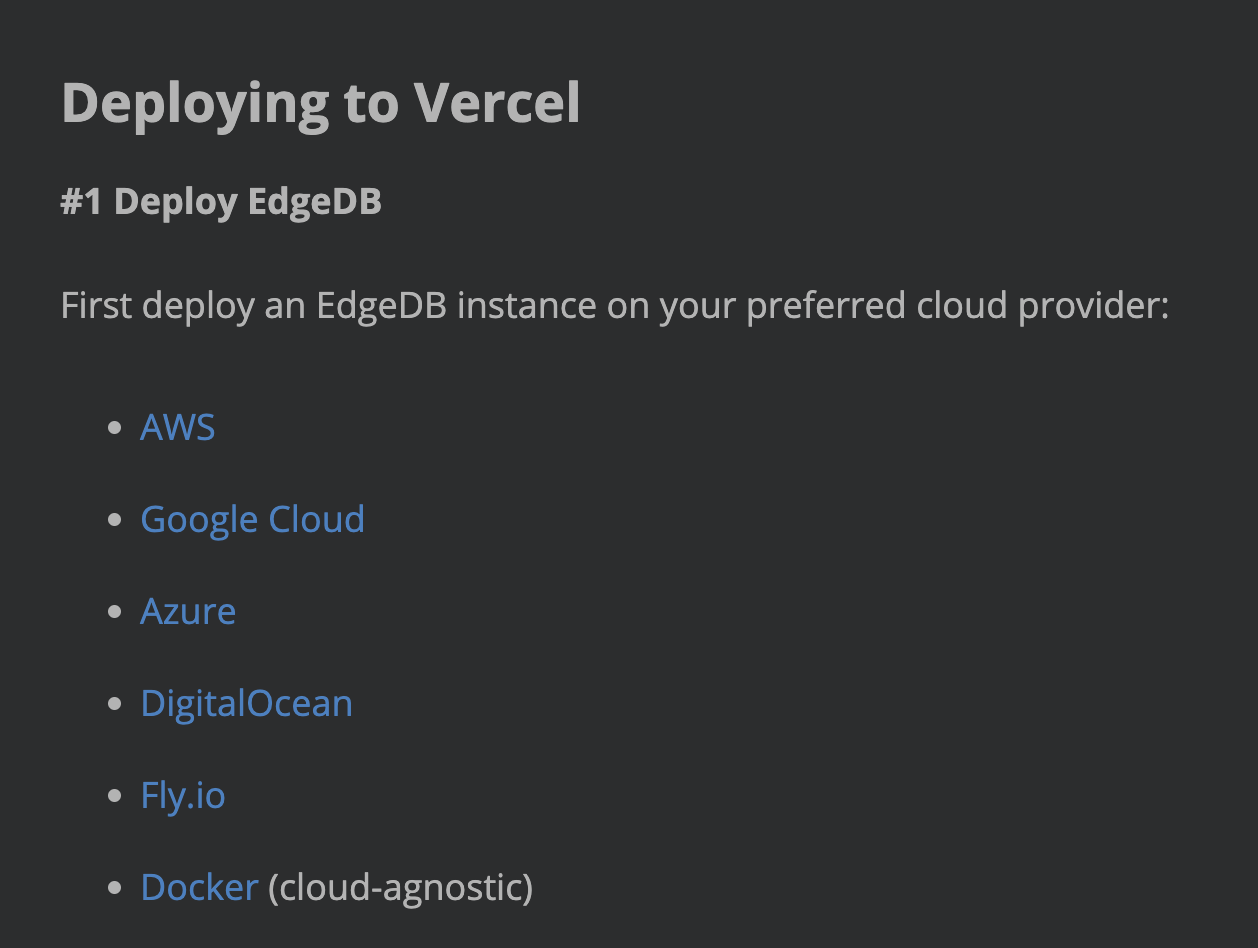 Deploying to Vercel
#1 Deploy EdgeDB
First deploy an EdgeDB instance on your preferred cloud provider:
• AWS
• Google Cloud
• Azure
• DigitalOcean
• Fly.io
• Docker (cloud-agnostic)